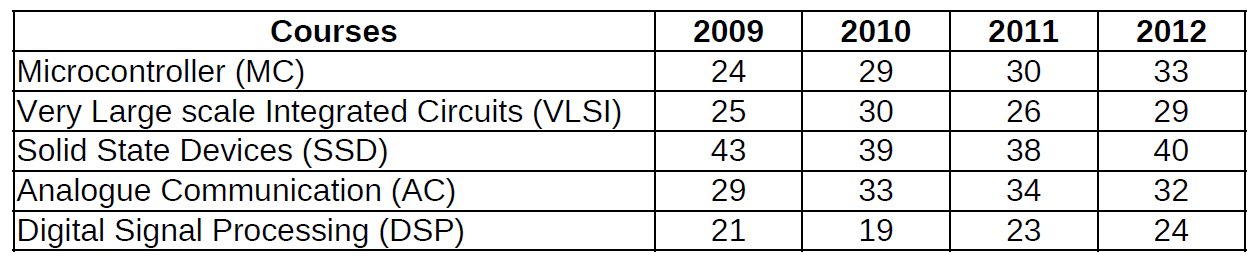 Courses 2009 2010 2011 2012
Microcontroller (MC) 24 29 30 33
Very Large scale Integrated Circuits (VLSI) 25 30 26 29
Solid State Devices (SSD) 43 39 38 40
Analogue Communication (AC) 29 33 34 32
Digital Signal Processing (DSP) 21 19 23 24